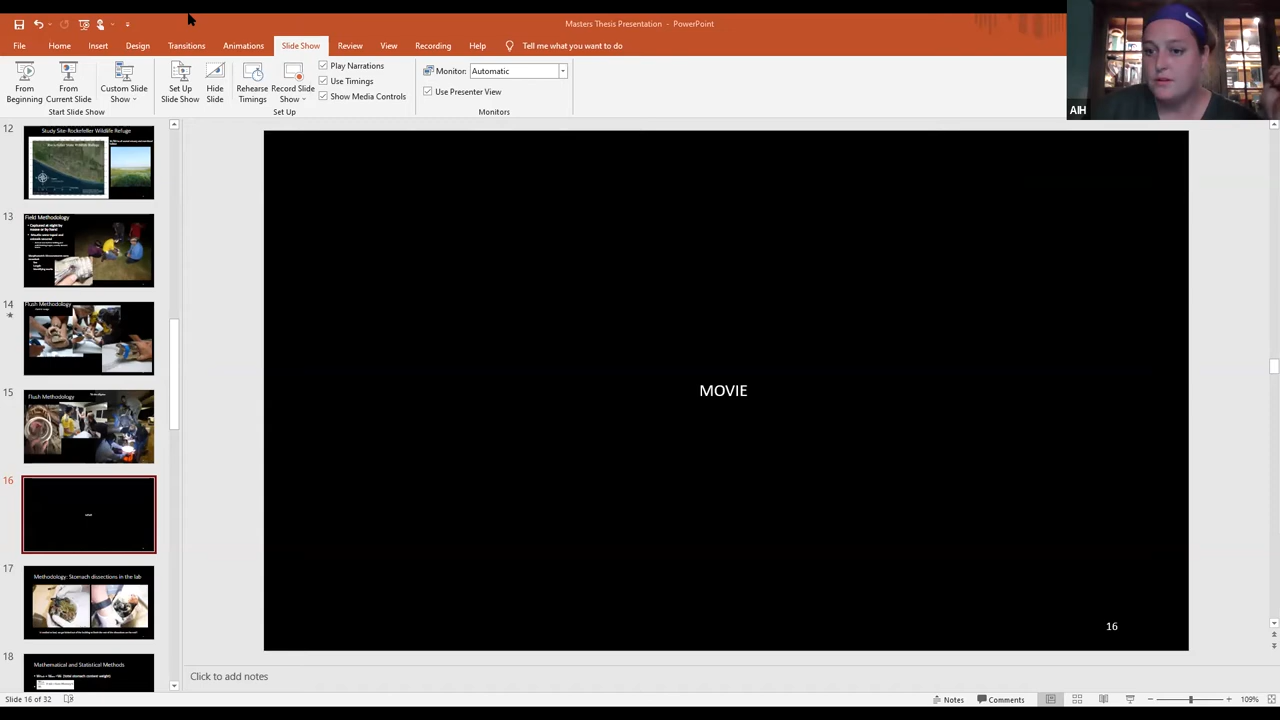 Masters Thesis Presentation - PowerPoint
File Home Insert Design Transitions Animations Slide Show Review View Recording Help Tell me what you want to do
From Beginning
From Current Slide
Custom Slide Show
Start Slide Show
Set Up Slide Show
Hide Slide
Rehearse Timings
Record Slide Show
Play Narrations
Use Timings
Show Media Controls
Set Up
Monitor: Automatic
Use Presenter View
Monitors
AIH
12
Study Site-Rockefeller Wildlife Refuge
13
Field Methodology
14
Flush Methodology
15
Flush Methodology
16
17
Methodology: Stomach dissections in the lab
18
Mathematical and Statistical Methods
MOVIE
16
Click to add notes
Slide 16 of 32
Notes
Comments
109%